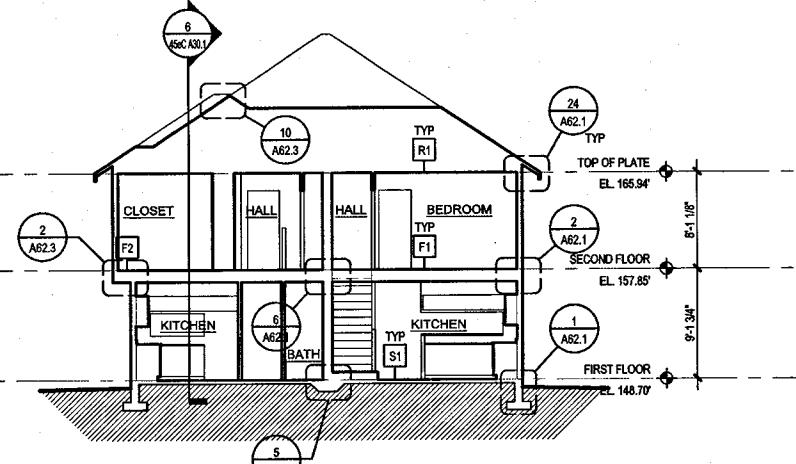 6
45eC A30.1
24
A62.1
TYP
10
A62.3
TYP
R1
TOP OF PLATE
EL. 165.94'
CLOSET
HALL
HALL
BEDROOM
8'-1 1/8"
2
A62.3
F2
TYP
F1
2
A62.1
SECOND FLOOR
EL. 157.85'
KITCHEN
6
BATH
TYP
S1
KITCHEN
1
A62.1
9'-1 3/4"
FIRST FLOOR
EL. 148.70'
5